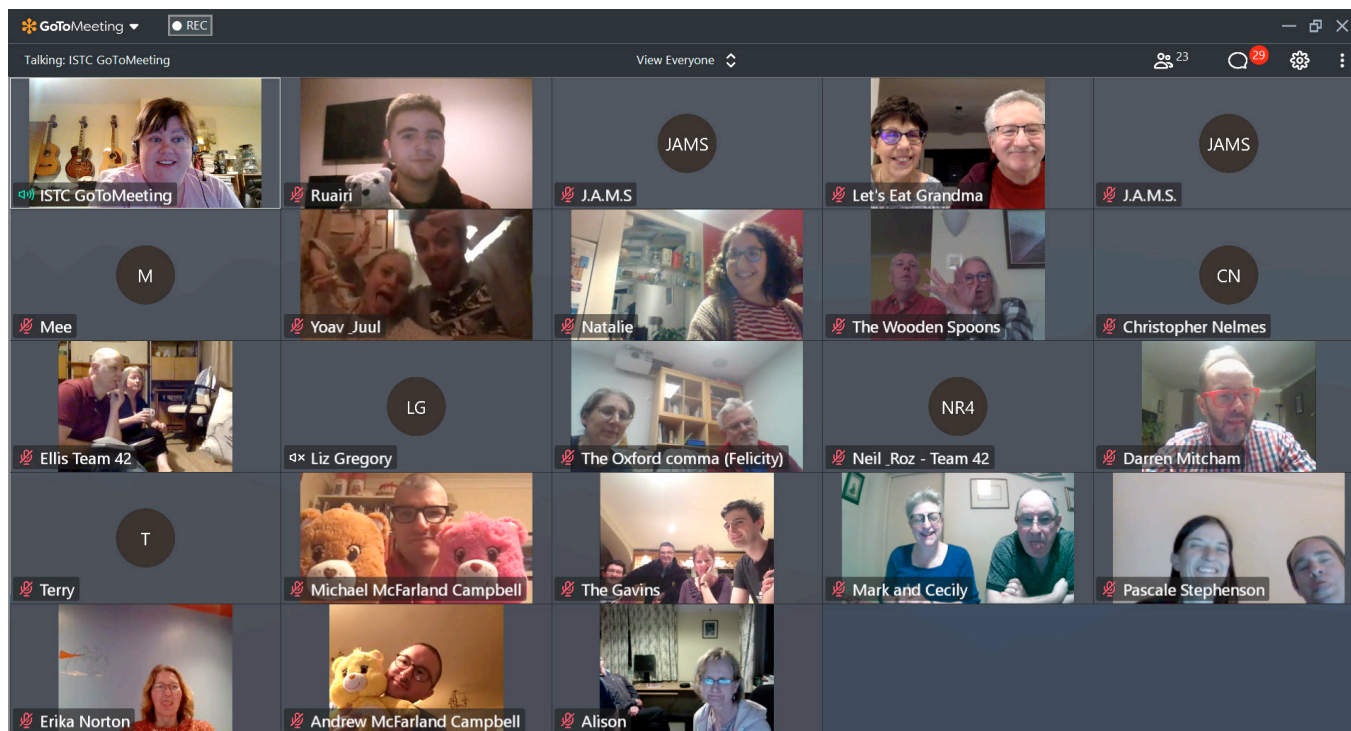 GoToMeeting
REC
Talking: ISTC GoToMeeting
View Everyone
23
29
ISTC GoToMeeting
Ruairi
JAMS
J.A.M.S
Let's Eat Grandma
JAMS
J.A.M.S.
M
Mee
Yoav_Juul
Natalie
The Wooden Spoons
CN
Christopher Nelmes
Ellis Team 42
LG
Liz Gregory
The Oxford comma (Felicity)
NR4
Neil_Roz - Team 42
Darren Mitcham
T
Terry
Michael McFarland Campbell
The Gavins
Mark and Cecily
Pascale Stephenson
Erika Norton
Andrew McFarland Campbell
Alison